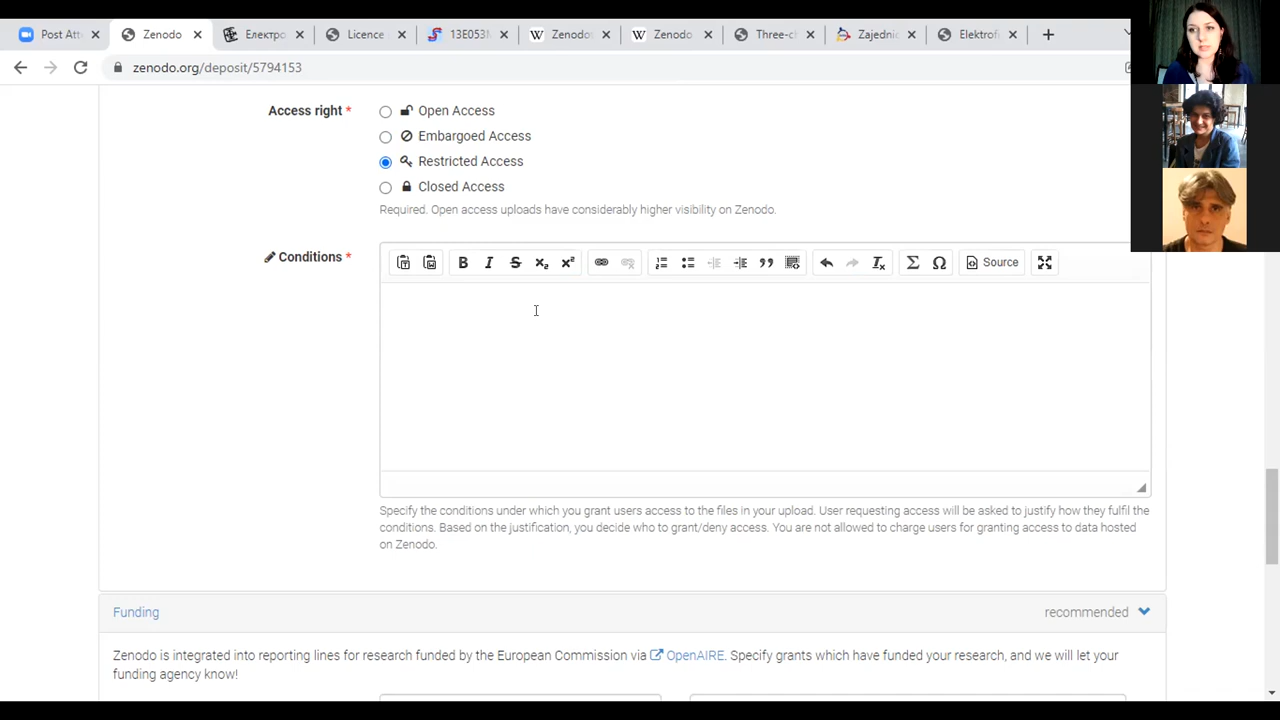 Post Atte
Zenodo
Електро
Licence
13E053M
Zenodo
Zenodo
Three-c
Zajednic
Elektrofi
zenodo.org/deposit/5794153
Access right *
Open Access
Embargoed Access
Restricted Access
Closed Access
Required. Open access uploads have considerably higher visibility on Zenodo.
Conditions *
Source
Specify the conditions under which you grant users access to the files in your upload. User requesting access will be asked to justify how they fulfil the
conditions. Based on the justification, you decide who to grant/deny access. You are not allowed to charge users for granting access to data hosted
on Zenodo.
Funding
recommended
Zenodo is integrated into reporting lines for research funded by the European Commission via OpenAIRE. Specify grants which have funded your research, and we will let your
funding agency know!